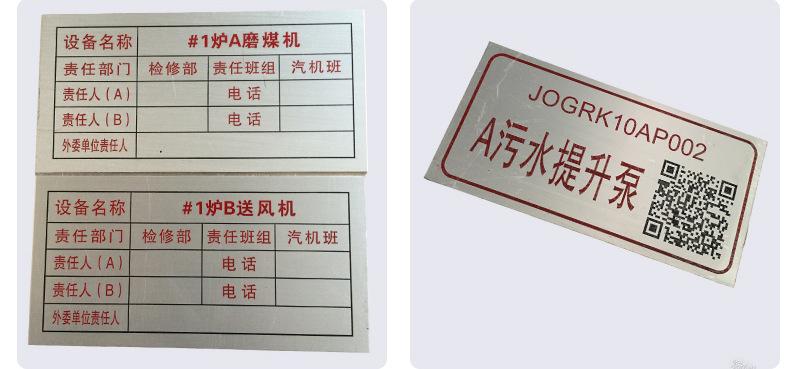 设备名称 #1炉A磨煤机
责任部门 检修部 责任班组 汽机班
责任人(A) 电话
责任人(B) 电话
外委单位责任人
设备名称 #1炉B送风机
责任部门 检修部 责任班组 汽机班
责任人(A) 电话
责任人(B) 电话
外委单位责任人
JOGRK10AP002
A污水提升泵